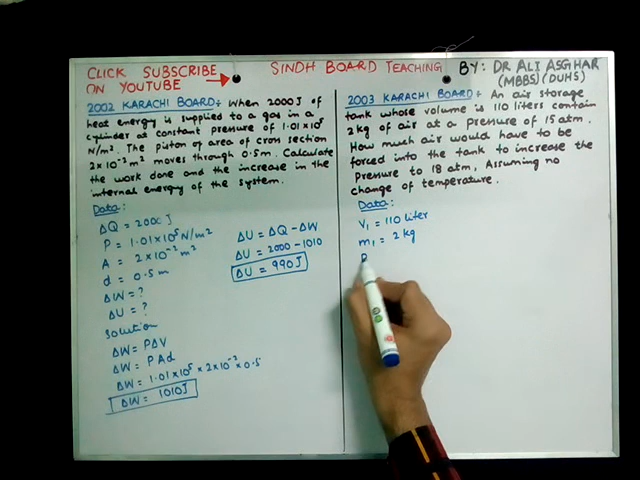 CLICK SUBSCRIBE
ON YOUTUBE
SINDH BOARD TEACHING
BY: DR ALI ASGHAR
(MBBS)(DUHS)
2002 KARACHI BOARD: When 2000J of
heat energy is supplied to a gas in a
cylinder at constant pressure of 1.01×10⁵
N/m². The piston of area of cross section
2×10⁻²m² moves through 0.5m. Calculate
the work done and the increase in the
internal energy of the system.
Data:
ΔQ = 2000 J
P = 1.01×10⁵ N/m²
A = 2×10⁻² m²
d = 0.5m
ΔW = ?
ΔU = ?
Solution
ΔW = PΔV
ΔW = PAd
ΔW = 1.01×10⁵ × 2×10⁻² × 0.5
ΔW = 1010J
ΔU = ΔQ - ΔW
ΔU = 2000 - 1010
ΔU = 990J
2003 KARACHI BOARD: An air storage
tank whose volume is 110 liters contain
2kg of air at a pressure of 15 atm.
How much air would have to be
forced into the tank to increase the
pressure to 18 atm, Assuming no
change of temperature.
Data:
V₁ = 110 liter
m₁ = 2kg
P